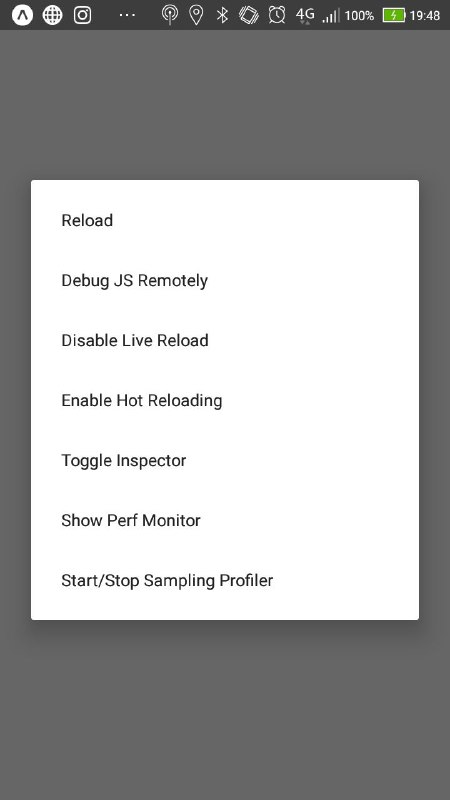 4G 100% 19:48
Reload
Debug JS Remotely
Disable Live Reload
Enable Hot Reloading
Toggle Inspector
Show Perf Monitor
Start/Stop Sampling Profiler